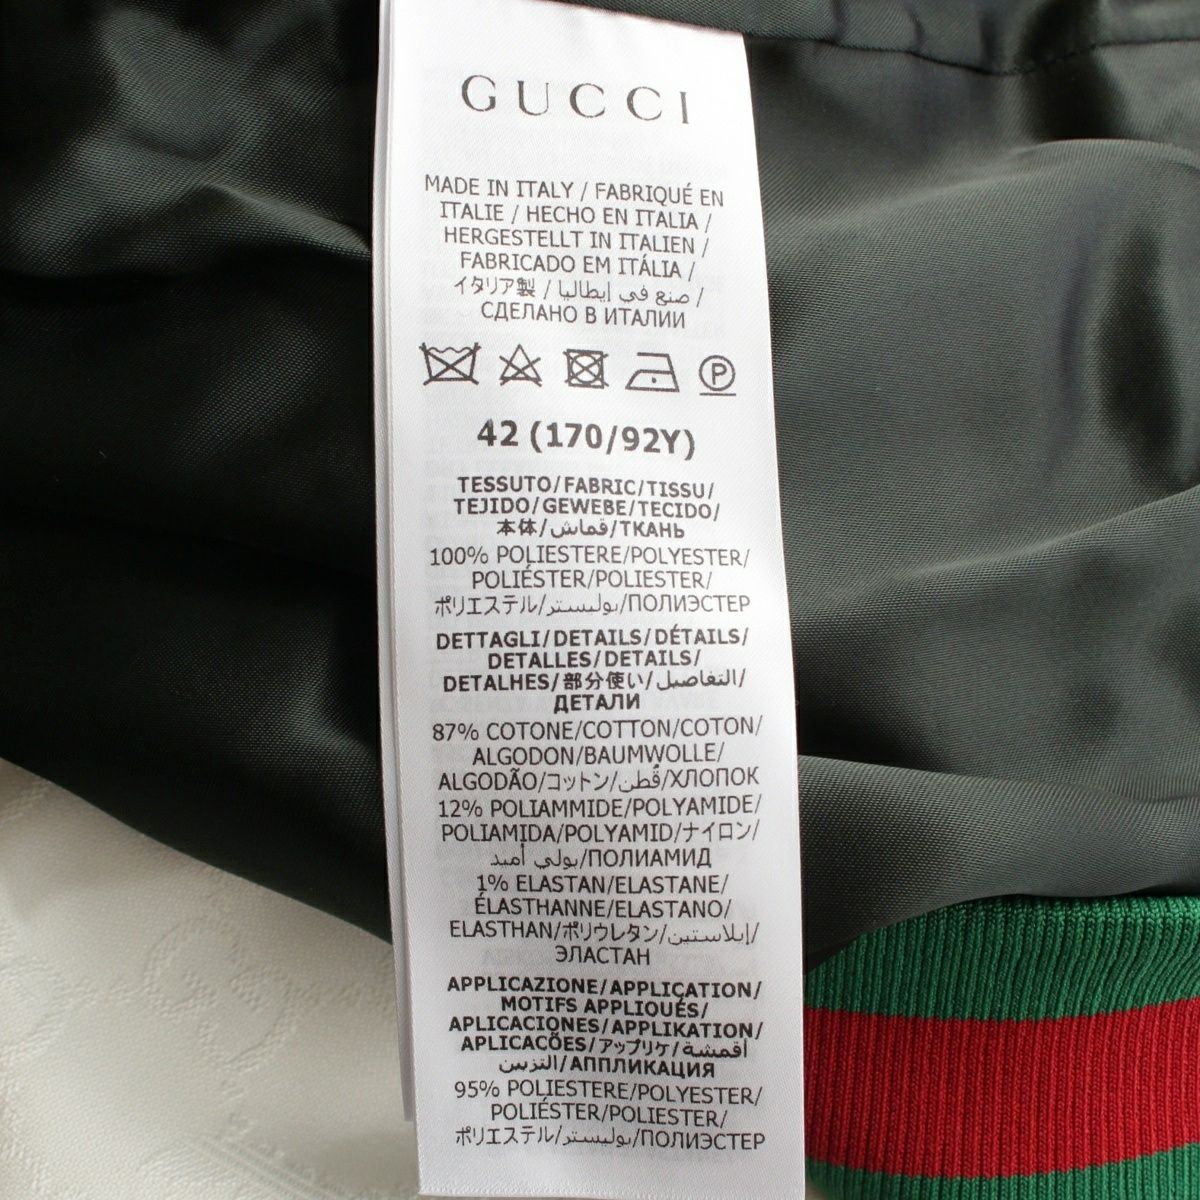 GUCCI
MADE IN ITALY / FABRIQUÉ EN
ITALIE / HECHO EN ITALIA /
HERGESTELLT IN ITALIEN /
FABRICADO EM ITÁLIA /
イタリア製 / صنع في إيطاليا /
СДЕЛАНО В ИТАЛИИ
P
42 (170/92Y)
TESSUTO/FABRIC/TISSU/
TEJIDO/GEWEBE/TECIDO/
本体/قماش/ТКАНЬ
100% POLIESTERE/POLYESTER/
POLIÉSTER/POLIESTER/
ポリエステル/بوليستر/ПОЛИЭСТЕР
DETTAGLI/DETAILS/DÉTAILS/
DETALLES/DETAILS/
DETALHES/部分使い/التفاصيل/
ДЕТАЛИ
87% COTONE/COTTON/COTON/
ALGODON/BAUMWOLLE/
ALGODÃO/コットン/قطن/ХЛОПОК
12% POLIAMMIDE/POLYAMIDE/
POLIAMIDA/POLYAMID/ナイロン/
بولي أميد/ПОЛИАМИД
1% ELASTAN/ELASTANE/
ÉLASTHANNE/ELASTANO/
ELASTHAN/ポリウレタン/إيلاستين/
ЭЛАСТАН
APPLICAZIONE/APPLICATION/
MOTIFS APPLIQUÉS/
APLICACIONES/APPLIKATION/
APLICAÇÕES/アップリケ/أقمشة
التزيين/АППЛИКАЦИЯ
95% POLIESTERE/POLYESTER/
POLIÉSTER/POLIESTER/
ポリエステル/بوليستر/ПОЛИЭСТЕР